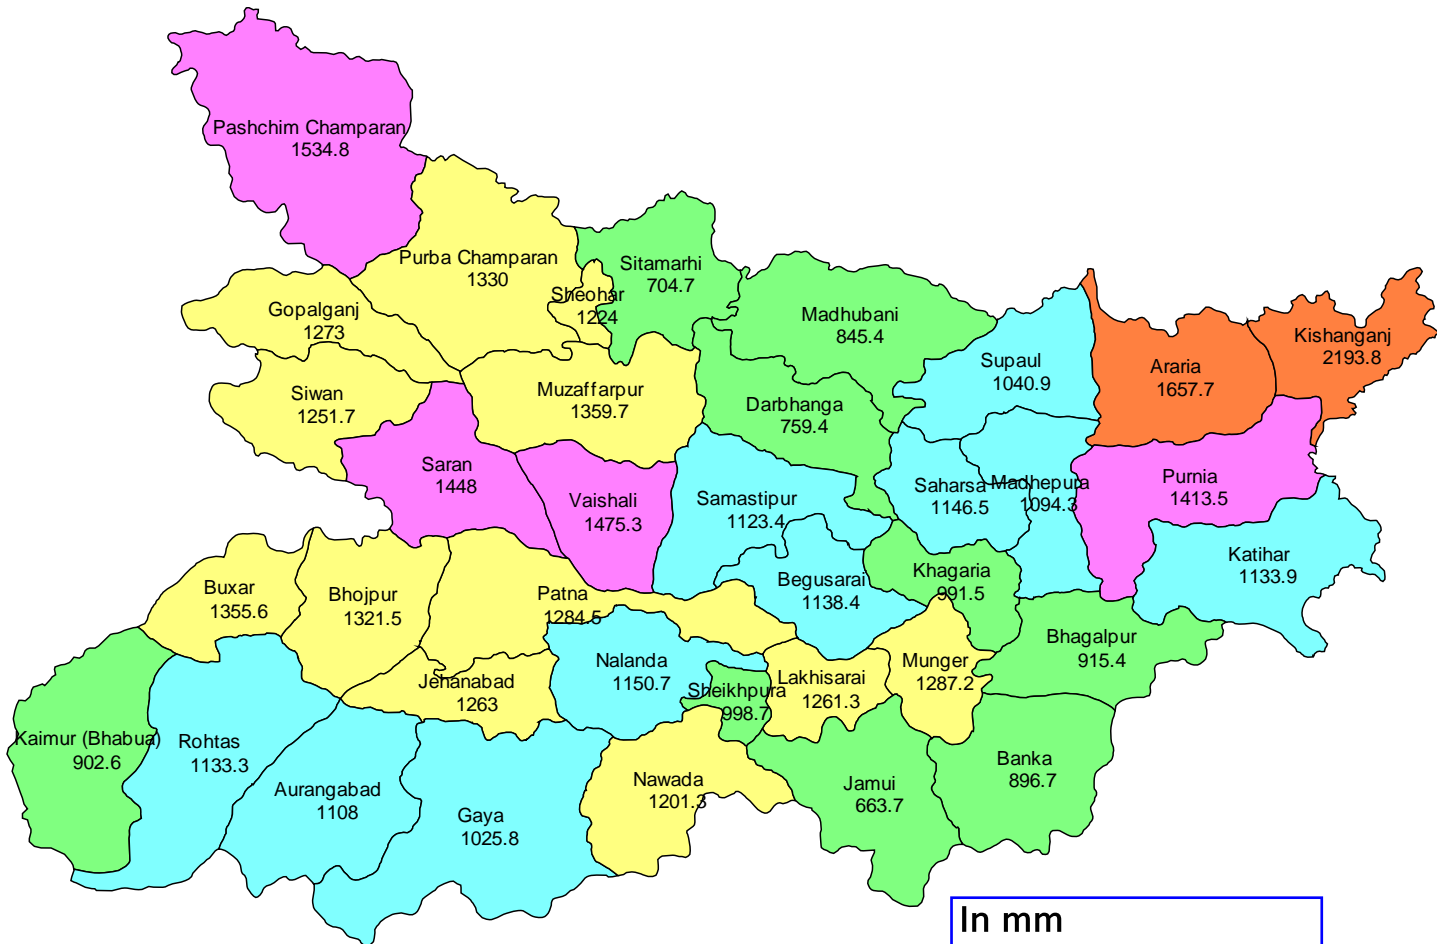 Pashchim Champaran
1534.8
Purba Champaran
1330
Sitamarhi
704.7
Sheohar
1224
Gopalganj
1273
Madhubani
845.4
Kishanganj
2193.8
Supaul
1040.9
Araria
1657.7
Siwan
1251.7
Muzaffarpur
1359.7
Darbhanga
759.4
Saran
1448
Vaishali
1475.3
Samastipur
1123.4
Saharsa
1146.5
Madhepura
1094.3
Purnia
1413.5
Katihar
1133.9
Buxar
1355.6
Bhojpur
1321.5
Patna
1284.5
Begusarai
1138.4
Khagaria
991.5
Bhagalpur
915.4
Jehanabad
1263
Nalanda
1150.7
Sheikhpura
998.7
Lakhisarai
1261.3
Munger
1287.2
Kaimur (Bhabua)
902.6
Rohtas
1133.3
Aurangabad
1108
Gaya
1025.8
Nawada
1201.3
Jamui
663.7
Banka
896.7
In mm